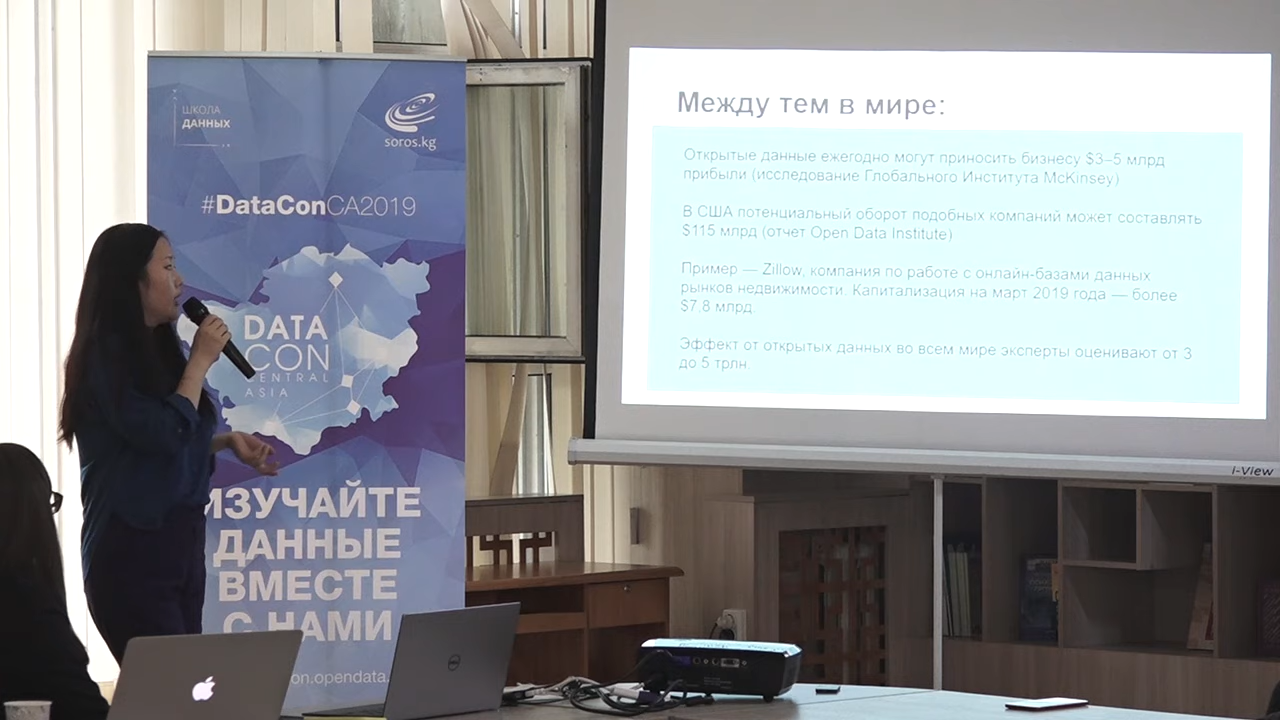 ШКОЛА
ДАННЫХ
soros.kg
#DataConCA2019
DATA
CON
CENTRAL
ASIA
ИЗУЧАЙТЕ
ДАННЫЕ
ВМЕСТЕ
С НАМИ
on.opendata.
Между тем в мире:
Открытые данные ежегодно могут приносить бизнесу $3–5 млрд
прибыли (исследование Глобального Института McKinsey)
В США потенциальный оборот подобных компаний может составлять
$115 млрд (отчет Open Data Institute)
Пример — Zillow, компания по работе с онлайн-базами данных
рынков недвижимости. Капитализация на март 2019 года — более
$7.8 млрд.
Эффект от открытых данных во всем мире эксперты оценивают от 3
до 5 трлн.
I-View
DELL